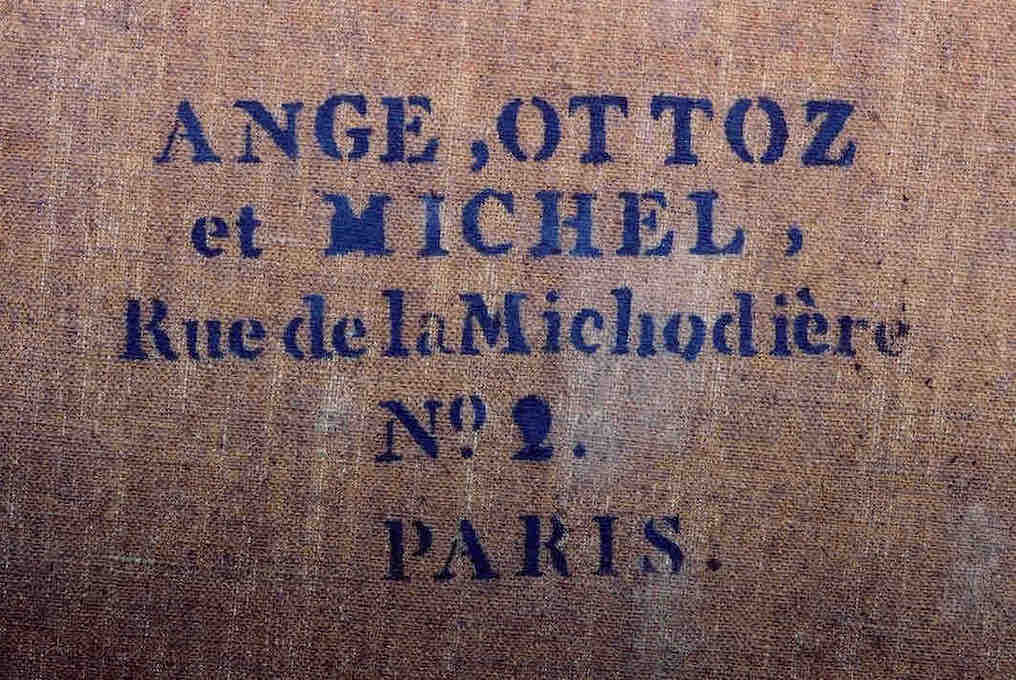 ANGE, OTTOZ
et MICHEL,
Rue de la Michodière
Nº 2.
PARIS.